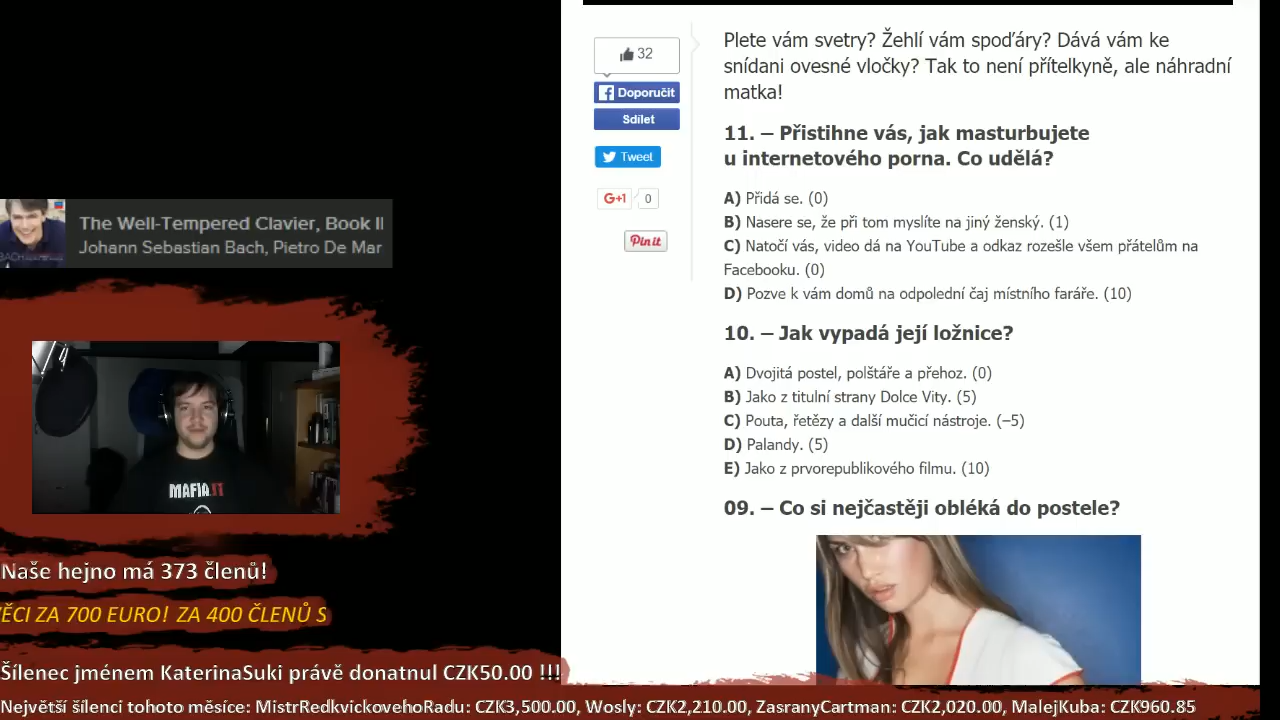 Plete vám svetry? Žehlí vám spoďáry? Dává vám ke
snídani ovesné vločky? Tak to není přítelkyně, ale náhradní
matka!
32
Doporučit
Sdílet
Tweet
G+1 0
Pin it
11. – Přistihne vás, jak masturbujete
u internetového porna. Co udělá?
A) Přidá se. (0)
B) Nasere se, že při tom myslíte na jiný ženský. (1)
C) Natočí vás, video dá na YouTube a odkaz rozešle všem přátelům na
Facebooku. (0)
D) Pozve k vám domů na odpolední čaj místního faráře. (10)
10. – Jak vypadá její ložnice?
A) Dvojitá postel, polštáře a přehoz. (0)
B) Jako z titulní strany Dolce Vity. (5)
C) Pouta, řetězy a další mučicí nástroje. (–5)
D) Palandy. (5)
E) Jako z prvorepublikového filmu. (10)
09. – Co si nejčastěji obléká do postele?
The Well-Tempered Clavier, Book II
Johann Sebastian Bach, Pietro De Mar
BACH
MAFIA II
Naše hejno má 373 členů!
VĚCI ZA 700 EURO! ZA 400 ČLENŮ S
Šílenec jménem KaterinaSuki právě donatnul CZK50.00 !!!
Největší šílenci tohoto měsíce: MistrRedkvickovehoRadu: CZK3,500.00, Wosly: CZK2,210.00, ZasranyCartman: CZK2,020.00, MalejKuba: CZK960.85